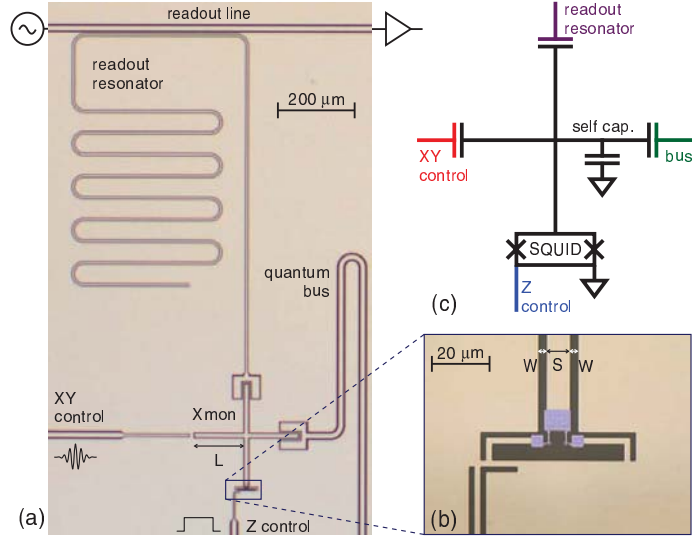 readout line
readout
resonator
200 μm
quantum
bus
XY
control
Xmon
L
Z control
(a)
readout
resonator
self cap.
XY
control
bus
SQUID
Z
control
(c)
20 μm
W
S
W
(b)